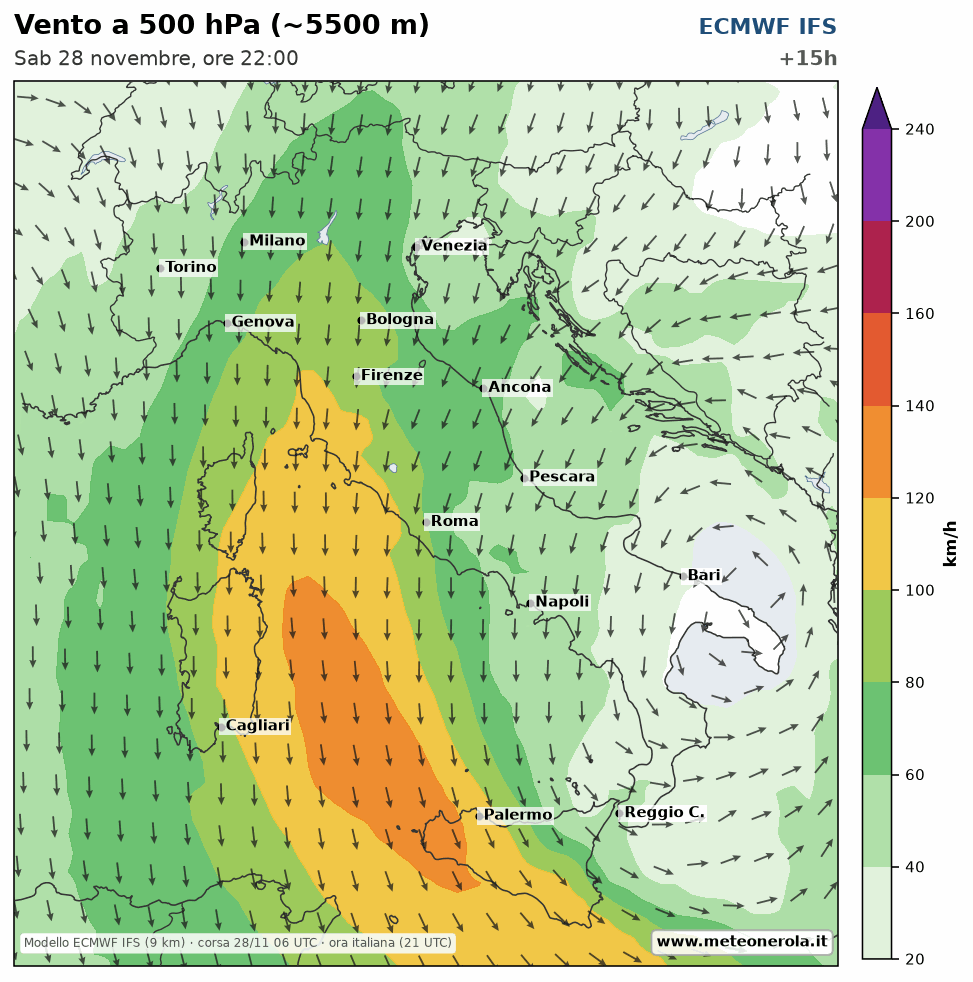 Vento a 500 hPa (~5500 m)
ECMWF IFS
Sab 28 novembre, ore 22:00
+15h
Milano
Venezia
Torino
Genova
Bologna
Firenze
Ancona
Pescara
Roma
Bari
Napoli
Cagliari
Palermo
Reggio C.
240
200
160
140
120
100
80
60
40
20
km/h
Modello ECMWF IFS (9 km) · corsa 28/11 06 UTC · ora italiana (21 UTC)
www.meteonerola.it